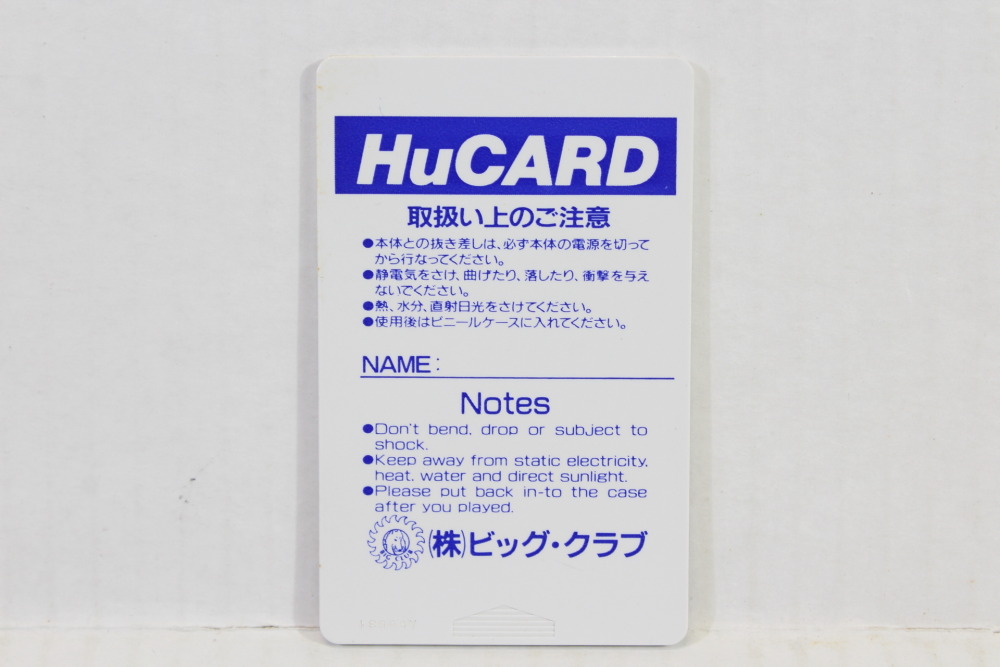 HuCARD
取扱い上のご注意
●本体との抜き差しは、必ず本体の電源を切って
から行なってください。
●静電気をさけ、曲げたり、落したり、衝撃を与え
ないでください。
●熱、水分、直射日光をさけてください。
●使用後はビニールケースに入れてください。
NAME:
Notes
●Don't bend, drop or subject to
shock.
●Keep away from static electricity,
heat, water and direct sunlight.
●Please put back in-to the case
after you played.
BIG CLUB
(株)ビッグ・クラブ